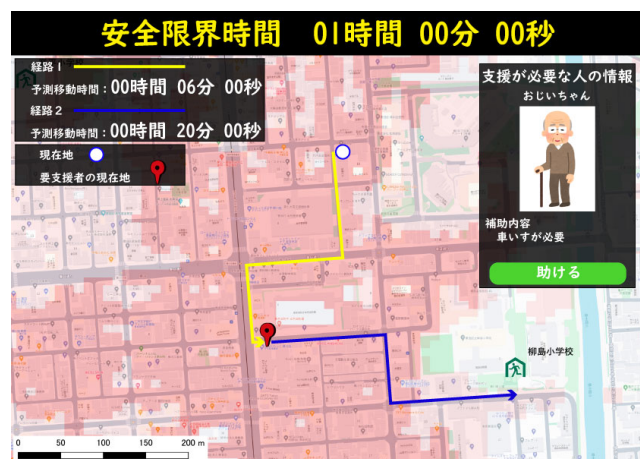 安全限界時間 01時間 00分 00秒
経路1
予測移動時間:00時間 06分 00秒
経路2
予測移動時間:00時間 20分 00秒
現在地
要支援者の現在地
支援が必要な人の情報
おじいちゃん
補助内容
車いすが必要
助ける
柳島小学校
0 50 100 150 200 m